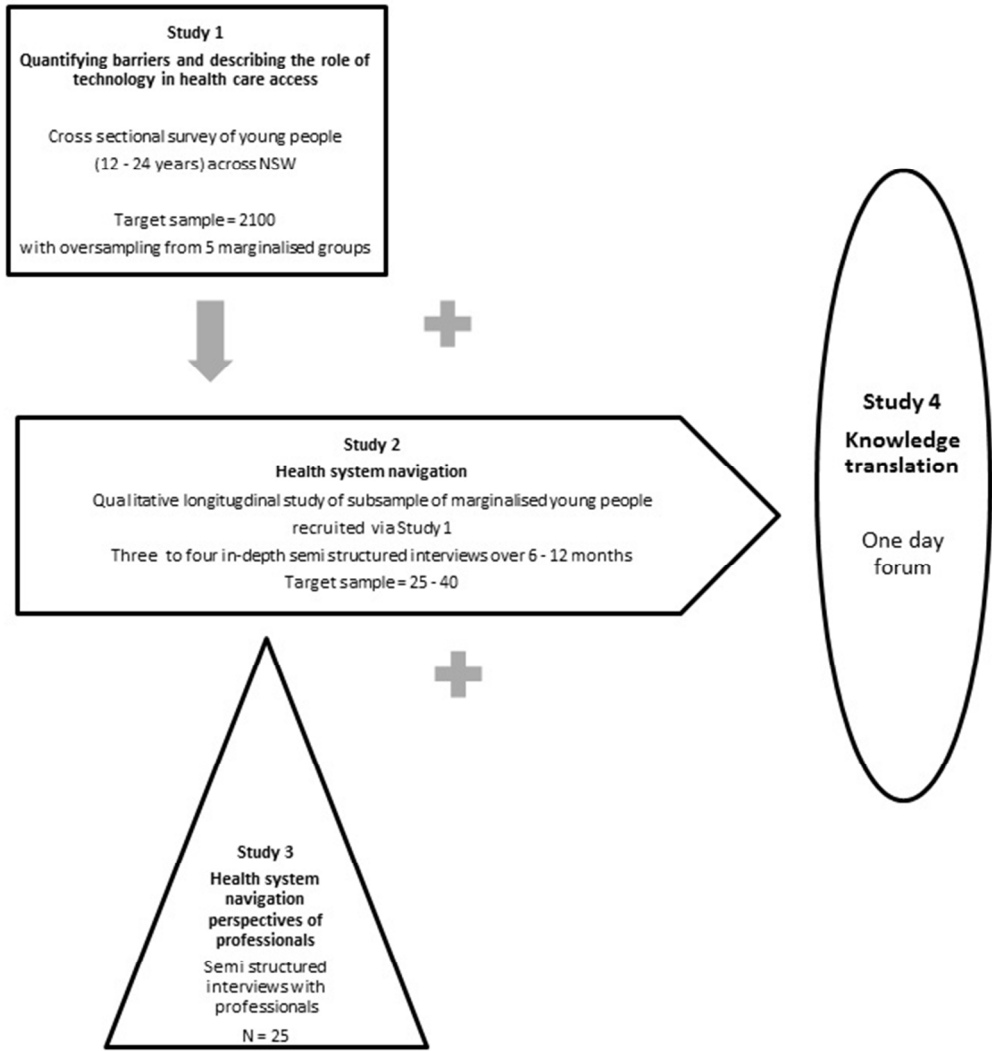 Study 1
Quantifying barriers and describing the role of
technology in health care access
Cross sectional survey of young people
(12 - 24 years) across NSW
Target sample = 2100
with oversampling from 5 marginalised groups
Study 2
Health system navigation
Qualitative longitugdinal study of subsample of marginalised young people
recruited via Study 1
Three to four in-depth semi structured interviews over 6 - 12 months
Target sample = 25 - 40
Study 3
Health system
navigation
perspectives of
professionals
Semi structured
interviews with
professionals
N = 25
Study 4
Knowledge
translation
One day
forum